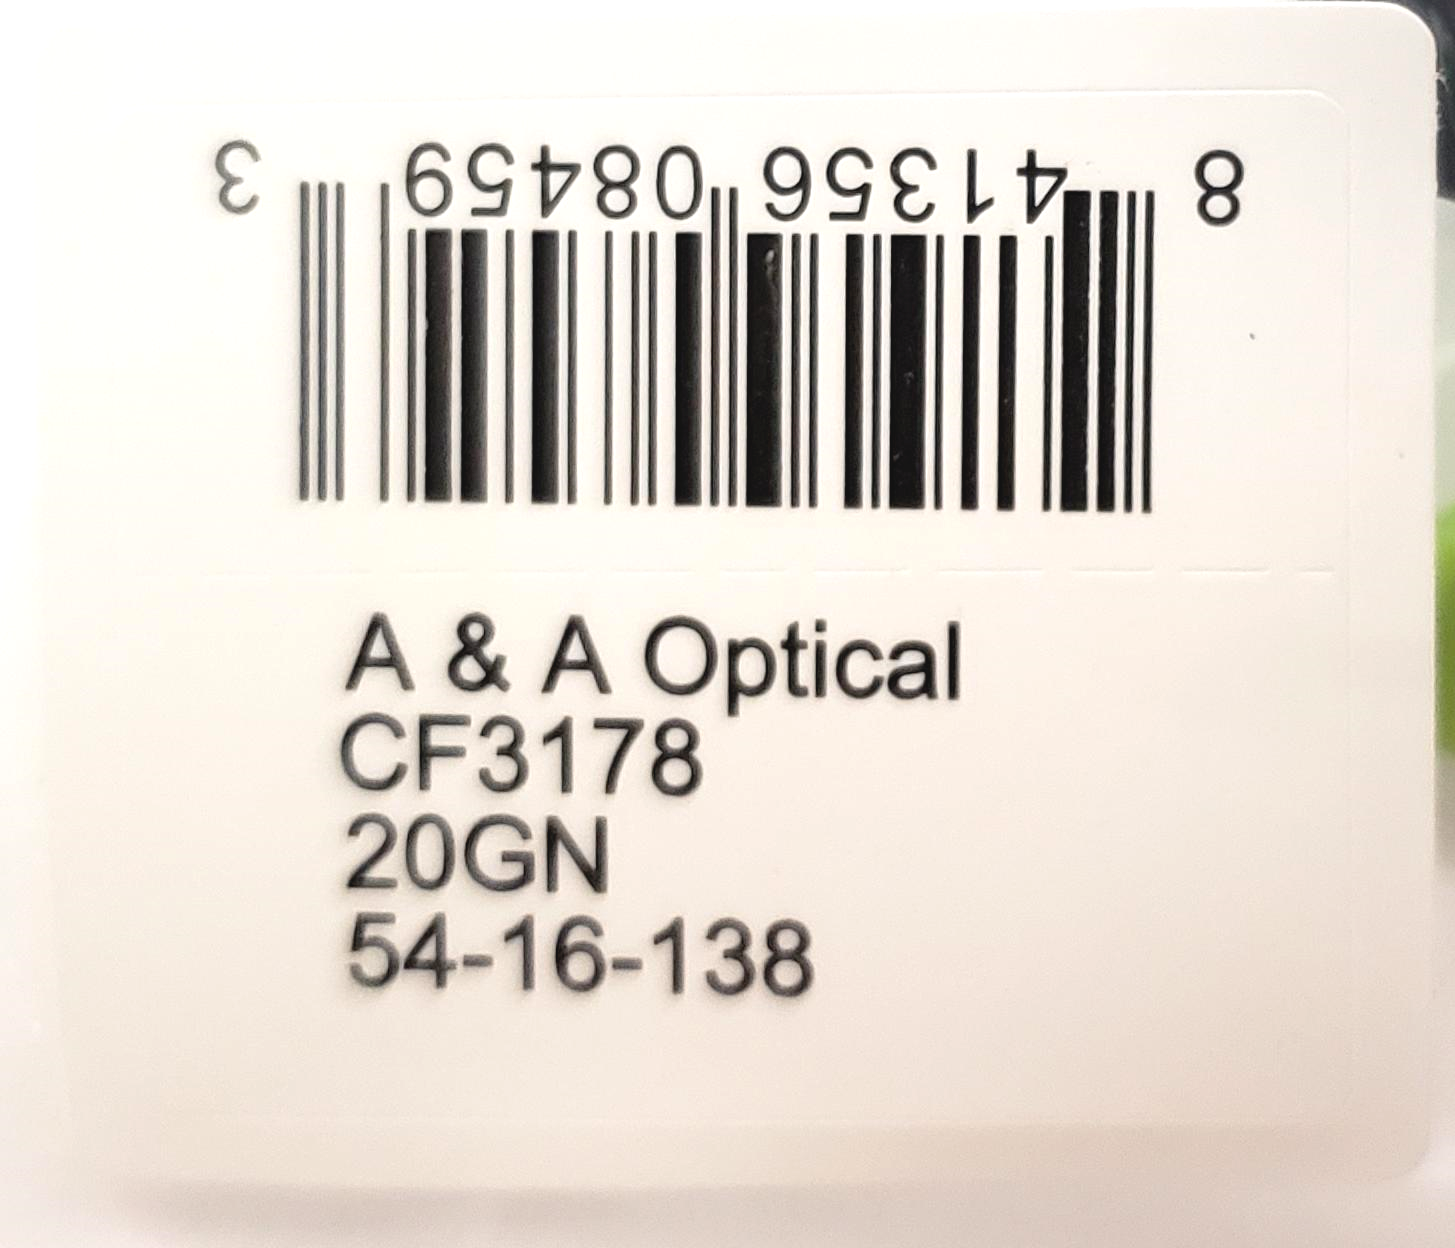 8 41356 08459 3
A & A Optical
CF3178
20GN
54-16-138